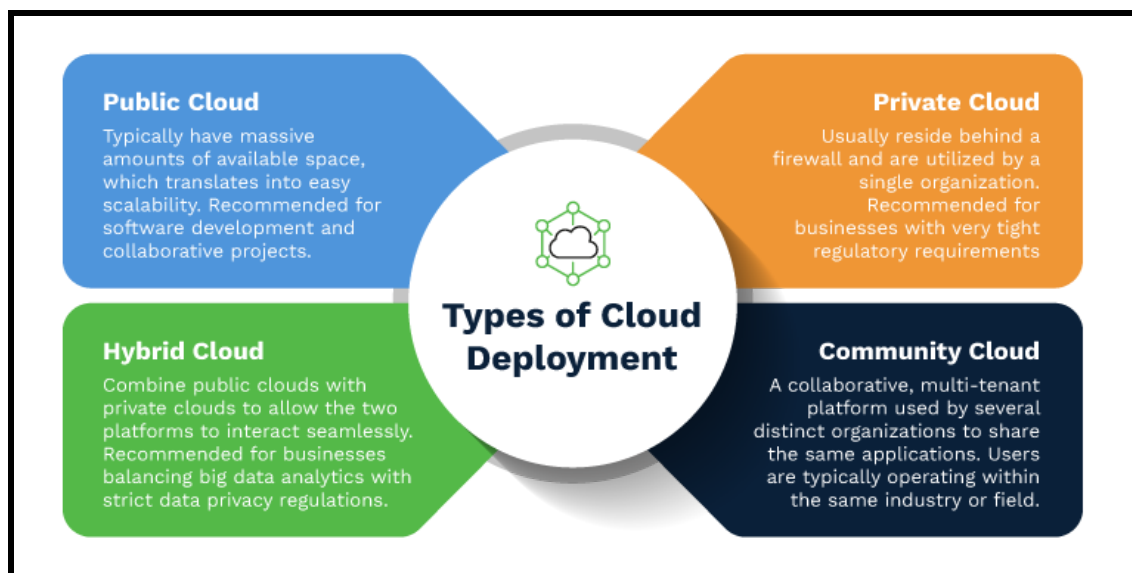 Public Cloud
Typically have massive
amounts of available space,
which translates into easy
scalability. Recommended for
software development and
collaborative projects.
Private Cloud
Usually reside behind a
firewall and are utilized by a
single organization.
Recommended for
businesses with very tight
regulatory requirements
Types of Cloud
Deployment
Hybrid Cloud
Combine public clouds with
private clouds to allow the two
platforms to interact seamlessly.
Recommended for businesses
balancing big data analytics with
strict data privacy regulations.
Community Cloud
A collaborative, multi-tenant
platform used by several
distinct organizations to share
the same applications. Users
are typically operating within
the same industry or field.